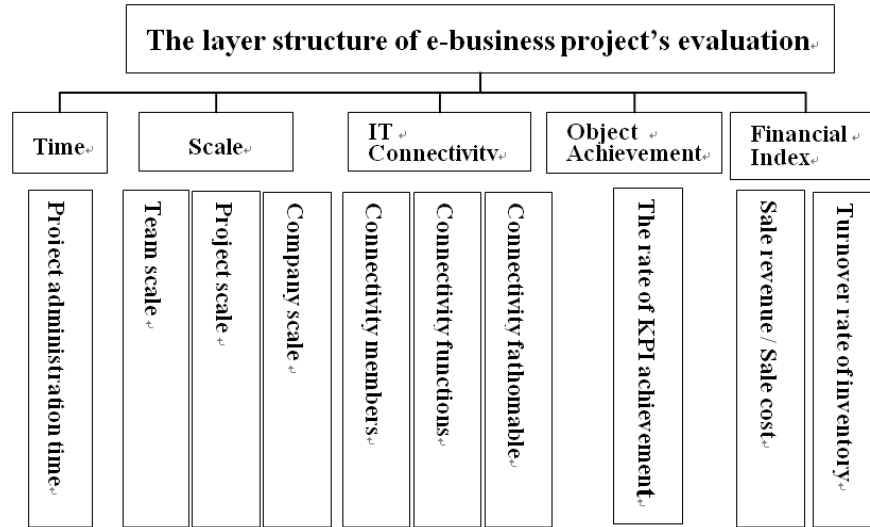 The layer structure of e-business project’s evaluation
Time
Scale
IT
Connectivity
Object
Achievement
Financial
Index
Project administration time
Team scale
Project scale
Company scale
Connectivity members
Connectivity functions
Connectivity fathomable
The rate of KPI achievement
Sale revenue / Sale cost
Turnover rate of inventory